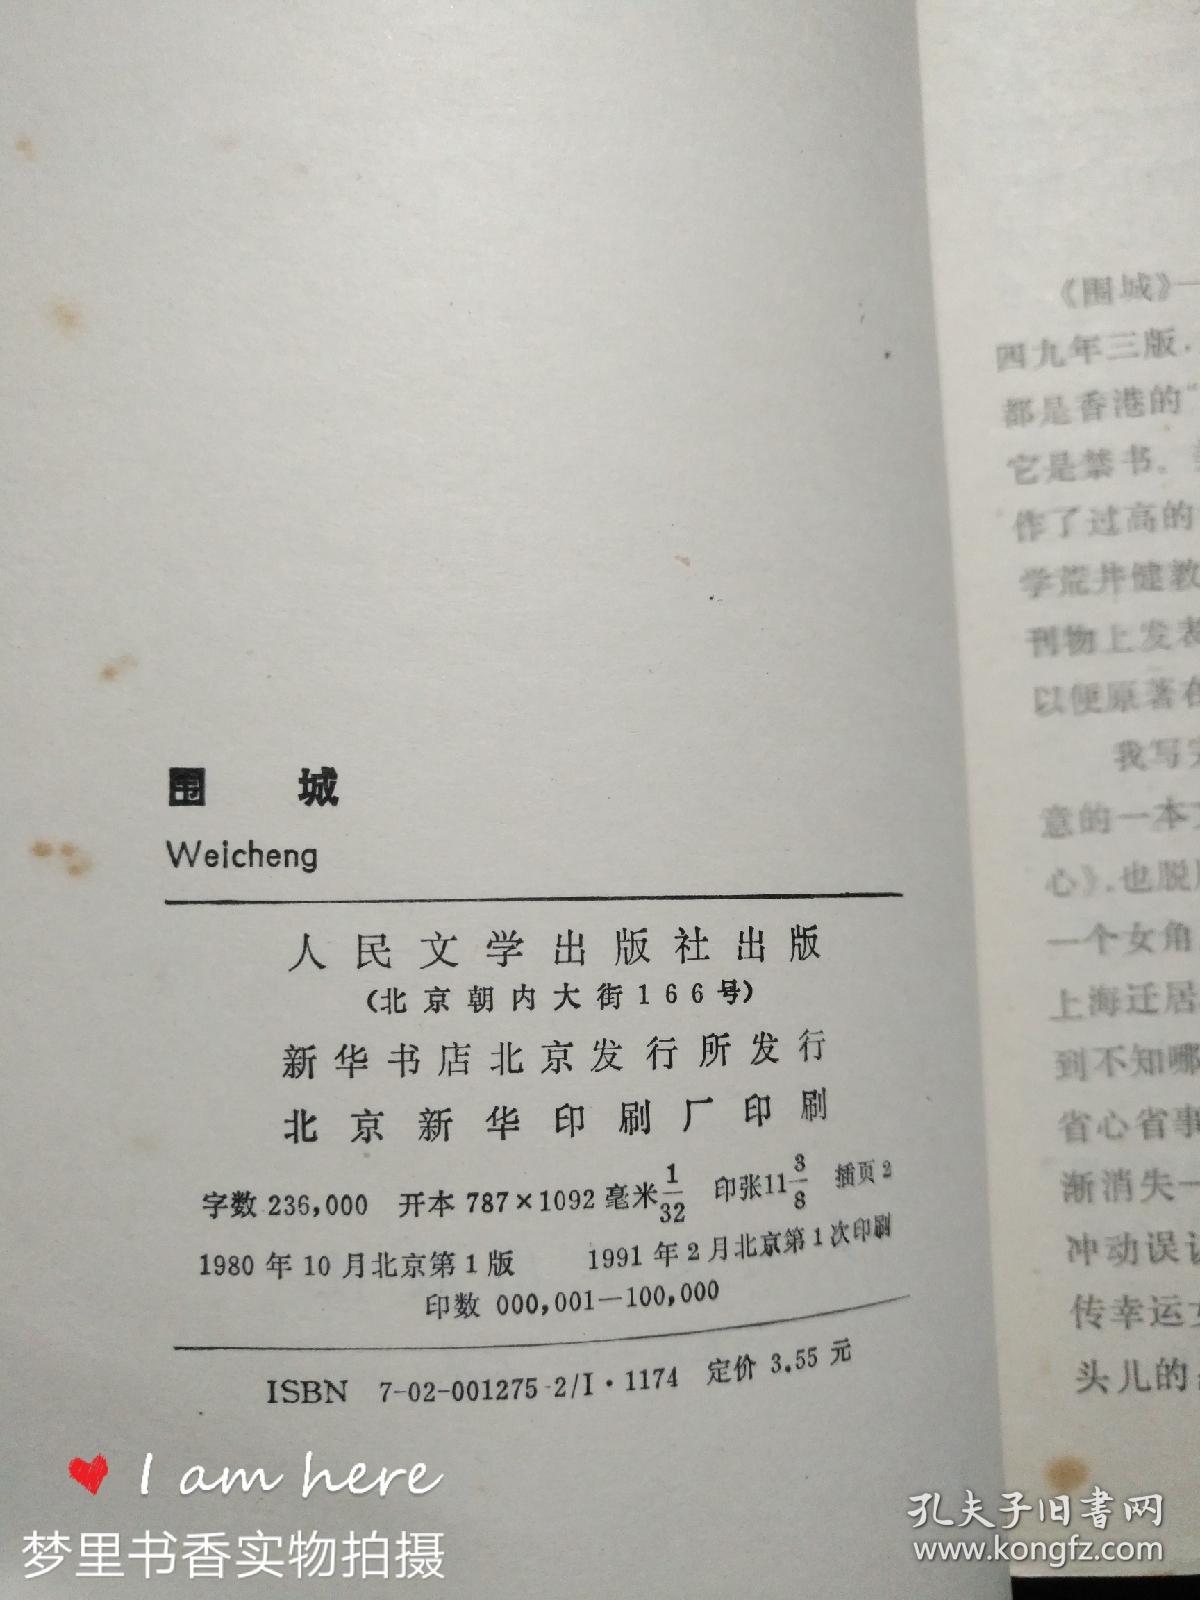 围 城
Weicheng
人民文学出版社出版
(北京朝内大街166号)
新华书店北京发行所发行
北京新华印刷厂印刷
字数 236,000 开本 787×1092 毫米 1/32 印张 11 3/8 插页 2
1980 年 10 月北京第 1 版 1991 年 2 月北京第 1 次印刷
印数 000,001—100,000
ISBN 7-02-001275-2/I·1174 定价 3.55 元
《围城》一
四九年三版.
都是香港的"
它是禁书。
作了过高的
学荒井健教
刊物上发表
以便原著在
我写完
意的一本
心》.也脱
一个女角
上海迁居
到不知哪
省心省事
渐消失一
冲动误
传幸运
头儿的
I am here
梦里书香实物拍摄
孔夫子旧书网
www.kongfz.com